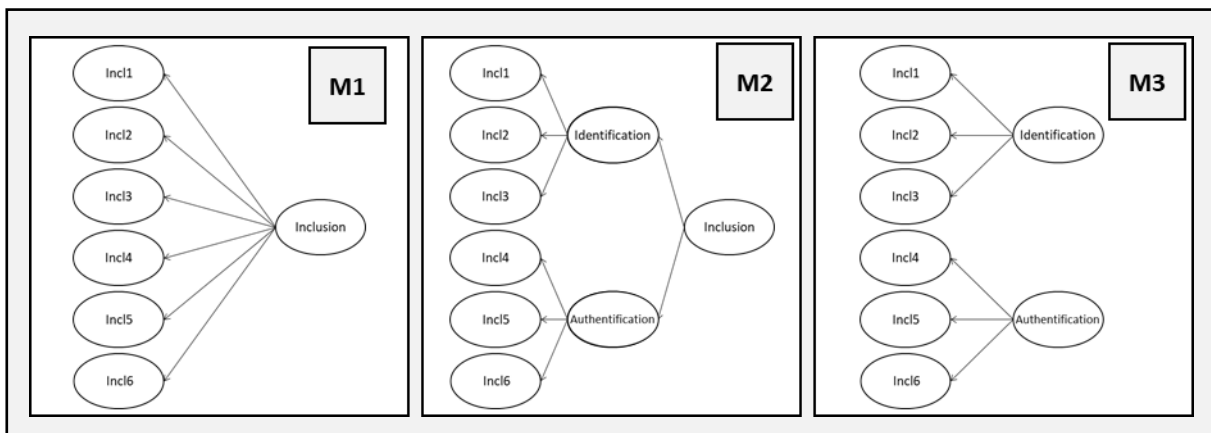 M1
Incl1
Incl2
Incl3
Incl4
Incl5
Incl6
Inclusion
M2
Incl1
Incl2
Incl3
Incl4
Incl5
Incl6
Identification
Authentification
Inclusion
M3
Incl1
Incl2
Incl3
Incl4
Incl5
Incl6
Identification
Authentification